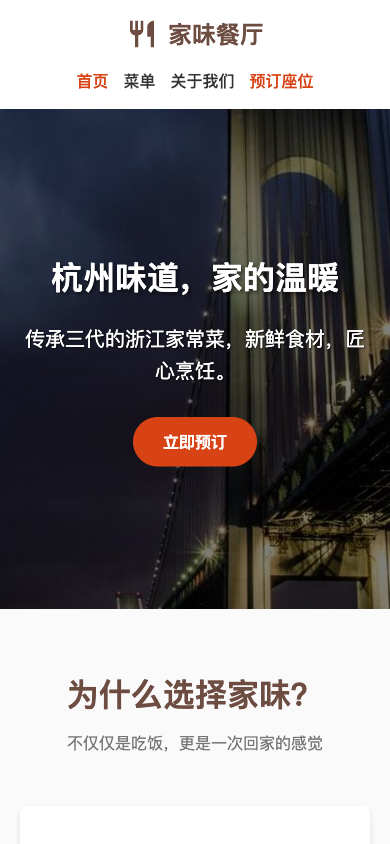 家味餐厅
首页 菜单 关于我们 预订座位
杭州味道，家的温暖
传承三代的浙江家常菜，新鲜食材，匠
心烹饪。
立即预订
为什么选择家味？
不仅仅是吃饭，更是一次回家的感觉